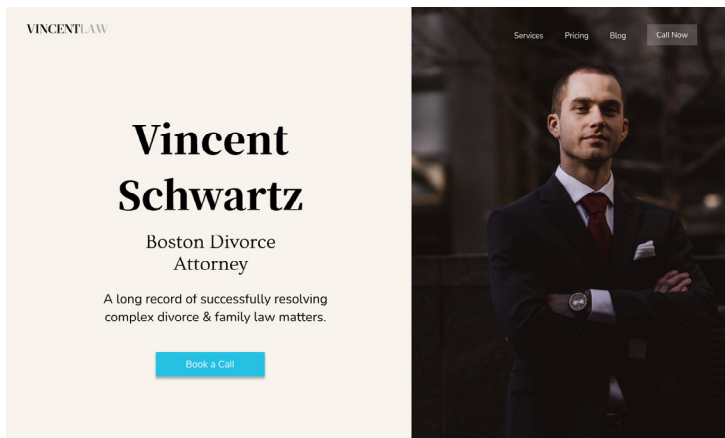 VINCENTLAW
Services Pricing Blog Call Now
Vincent
Schwartz
Boston Divorce
Attorney
A long record of successfully resolving
complex divorce & family law matters.
Book a Call